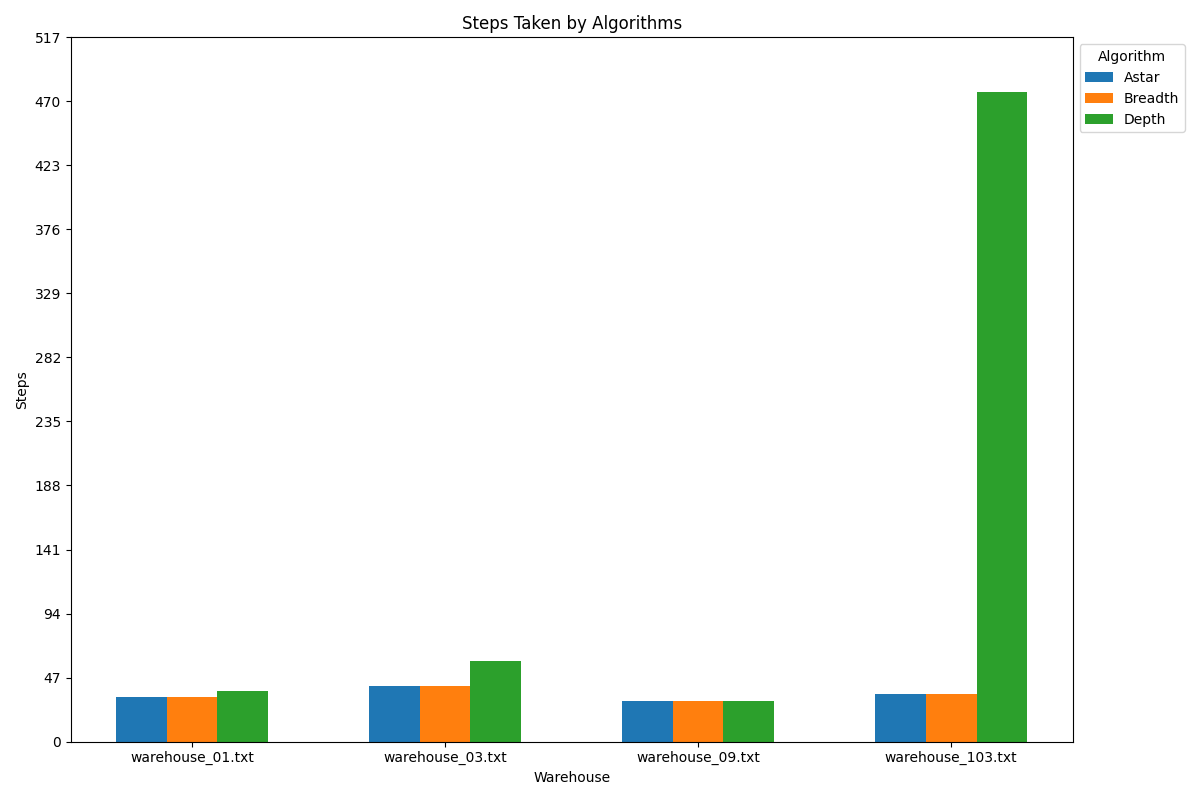 Steps Taken by Algorithms
517
470
423
376
329
282
235
188
141
94
47
0
Steps
warehouse_01.txt
warehouse_03.txt
warehouse_09.txt
warehouse_103.txt
Warehouse
Algorithm
Astar
Breadth
Depth